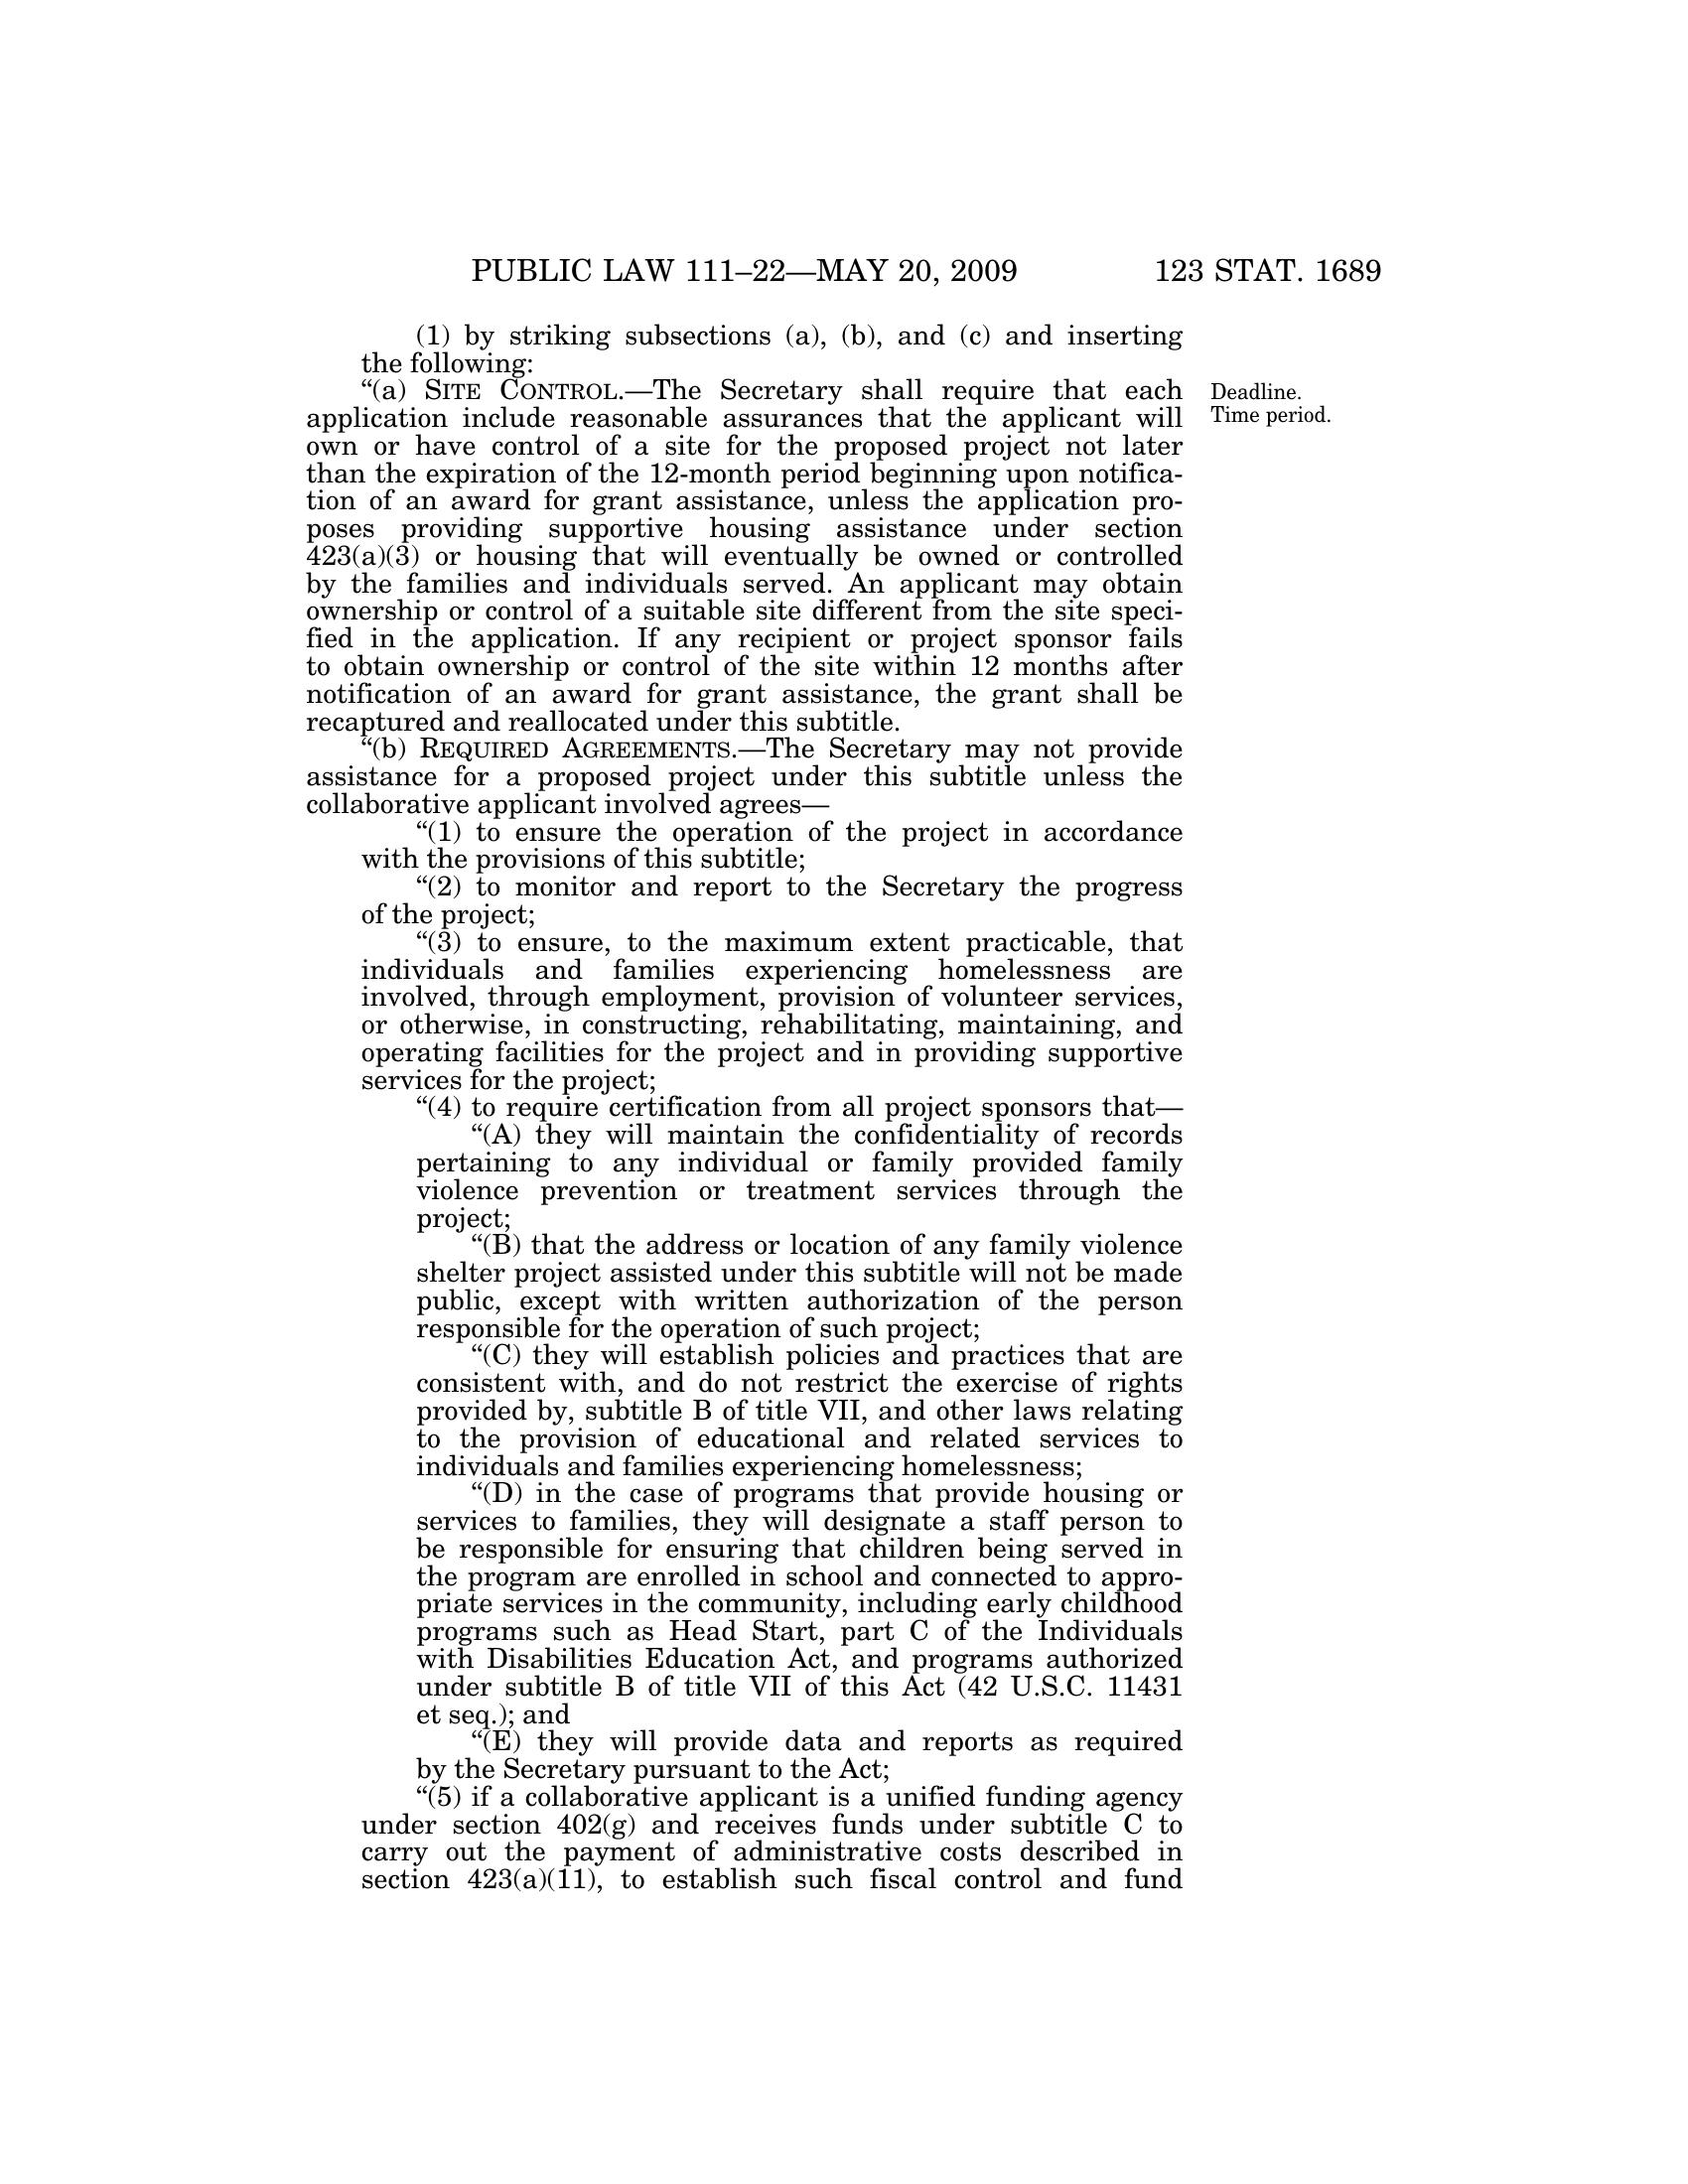 PUBLIC LAW 111–22—MAY 20, 2009 123 STAT. 1689
(1) by striking subsections (a), (b), and (c) and inserting
the following:
“(a) SITE CONTROL.—The Secretary shall require that each
application include reasonable assurances that the applicant will
own or have control of a site for the proposed project not later
than the expiration of the 12-month period beginning upon notifica-
tion of an award for grant assistance, unless the application pro-
poses providing supportive housing assistance under section
423(a)(3) or housing that will eventually be owned or controlled
by the families and individuals served. An applicant may obtain
ownership or control of a suitable site different from the site speci-
fied in the application. If any recipient or project sponsor fails
to obtain ownership or control of the site within 12 months after
notification of an award for grant assistance, the grant shall be
recaptured and reallocated under this subtitle.
Deadline.
Time period.
“(b) REQUIRED AGREEMENTS.—The Secretary may not provide
assistance for a proposed project under this subtitle unless the
collaborative applicant involved agrees—
“(1) to ensure the operation of the project in accordance
with the provisions of this subtitle;
“(2) to monitor and report to the Secretary the progress
of the project;
“(3) to ensure, to the maximum extent practicable, that
individuals and families experiencing homelessness are
involved, through employment, provision of volunteer services,
or otherwise, in constructing, rehabilitating, maintaining, and
operating facilities for the project and in providing supportive
services for the project;
“(4) to require certification from all project sponsors that—
“(A) they will maintain the confidentiality of records
pertaining to any individual or family provided family
violence prevention or treatment services through the
project;
“(B) that the address or location of any family violence
shelter project assisted under this subtitle will not be made
public, except with written authorization of the person
responsible for the operation of such project;
“(C) they will establish policies and practices that are
consistent with, and do not restrict the exercise of rights
provided by, subtitle B of title VII, and other laws relating
to the provision of educational and related services to
individuals and families experiencing homelessness;
“(D) in the case of programs that provide housing or
services to families, they will designate a staff person to
be responsible for ensuring that children being served in
the program are enrolled in school and connected to appro-
priate services in the community, including early childhood
programs such as Head Start, part C of the Individuals
with Disabilities Education Act, and programs authorized
under subtitle B of title VII of this Act (42 U.S.C. 11431
et seq.); and
“(E) they will provide data and reports as required
by the Secretary pursuant to the Act;
“(5) if a collaborative applicant is a unified funding agency
under section 402(g) and receives funds under subtitle C to
carry out the payment of administrative costs described in
section 423(a)(11), to establish such fiscal control and fund